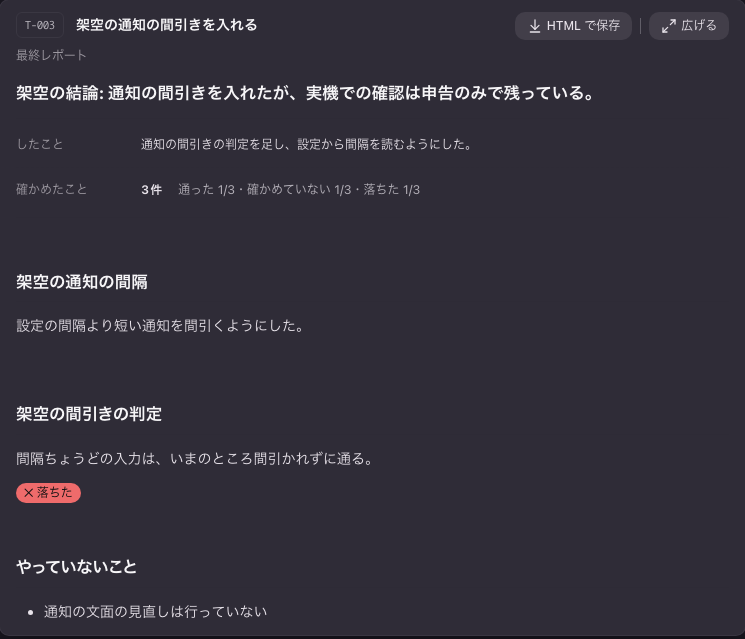 T-003 架空の通知の間引きを入れる HTML で保存 広げる
最終レポート
架空の結論: 通知の間引きを入れたが、実機での確認は申告のみで残っている。
したこと 通知の間引きの判定を足し、設定から間隔を読むようにした。
確かめたこと 3 件 通った 1/3・確かめていない 1/3・落ちた 1/3
架空の通知の間隔
設定の間隔より短い通知を間引くようにした。
架空の間引きの判定
間隔ちょうどの入力は、いまのところ間引かれずに通る。
× 落ちた
やっていないこと
• 通知の文面の見直しは行っていない